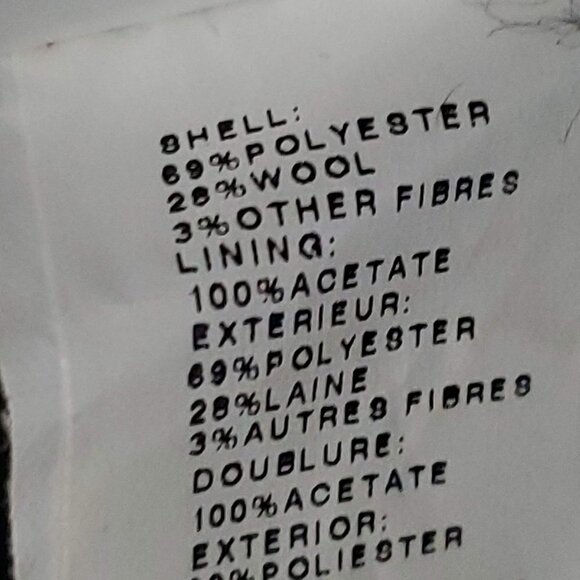 SHELL:
69%POLYESTER
28%WOOL
3%OTHER FIBRES
LINING:
100%ACETATE
EXTERIEUR:
69%POLYESTER
28%LAINE
3%AUTRES FIBRES
DOUBLURE:
100%ACETATE
EXTERIOR:
POLIESTER